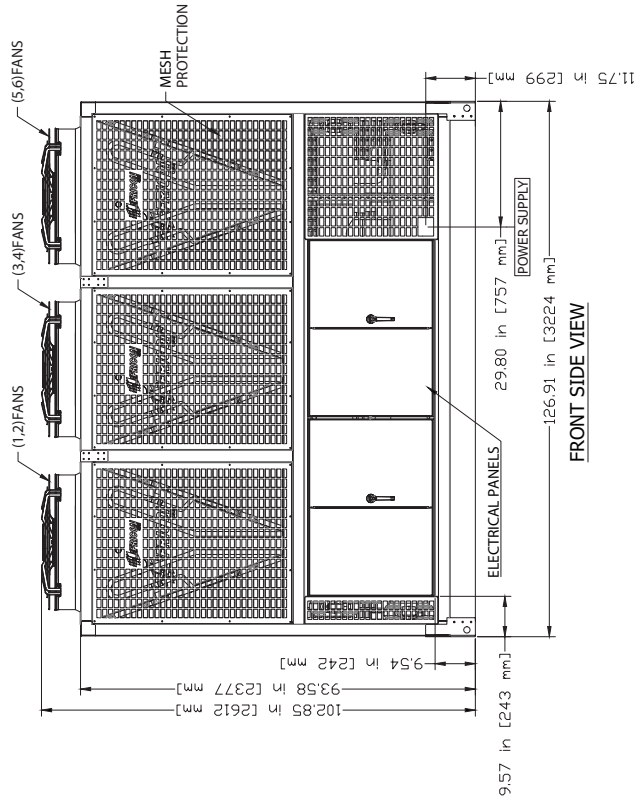 (1,2)FANS
(3,4)FANS
(5,6)FANS
MESH
PROTECTION
11.75 in [299 mm]
102.85 in [2612 mm]
93.58 in [2377 mm]
9.54 in [242 mm]
9.57 in [243 mm]
ELECTRICAL PANELS
29.80 in [757 mm]
POWER SUPPLY
126.91 in [3224 mm]
FRONT SIDE VIEW